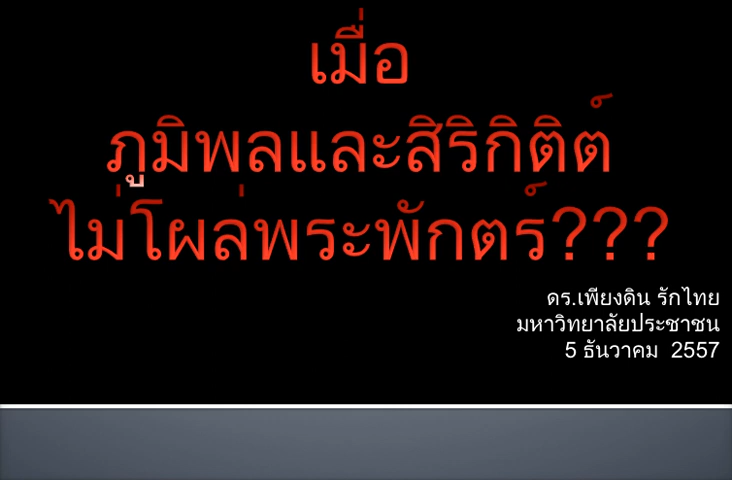 เมื่อ
ภูมิพลและสิริกิติต์
ไม่โผล่พระพักตร์???
ดร.เพียงดิน รักไทย
มหาวิทยาลัยประชาชน
5 ธันวาคม 2557